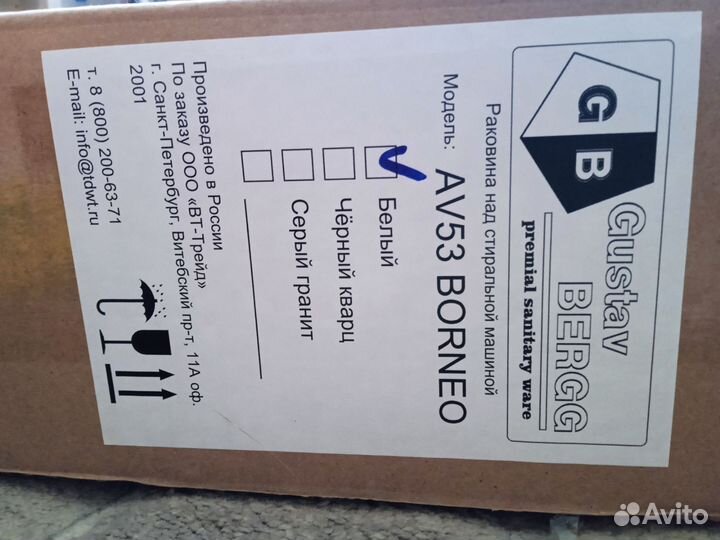 GB
Gustav
BERGG
premial sanitary ware
Раковина над стиральной машиной
Модель: AV53 BORNEO
Белый
Чёрный кварц
Серый гранит
Произведено в России
По заказу ООО «ВТ-Трейд»
г. Санкт-Петербург, Витебский пр-т, 11А оф.
2001
т. 8 (800) 200-63-71
E-mail: info@tdwt.ru
Avito